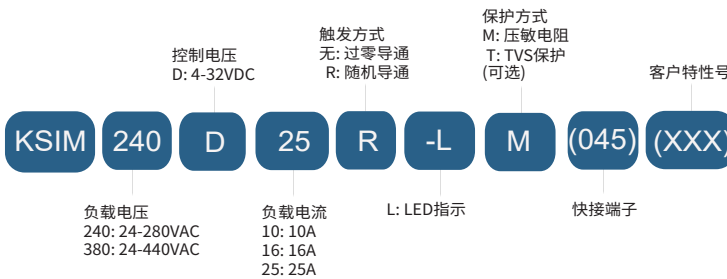 控制电压
D: 4-32VDC
触发方式
无: 过零导通
R: 随机导通
保护方式
M: 压敏电阻
T: TVS保护
(可选)
客户特性号
KSIM 240 D 25 R -L M (045) (XXX)
负载电压
240: 24-280VAC
380: 24-440VAC
负载电流
10: 10A
16: 16A
25: 25A
L: LED指示
快接端子